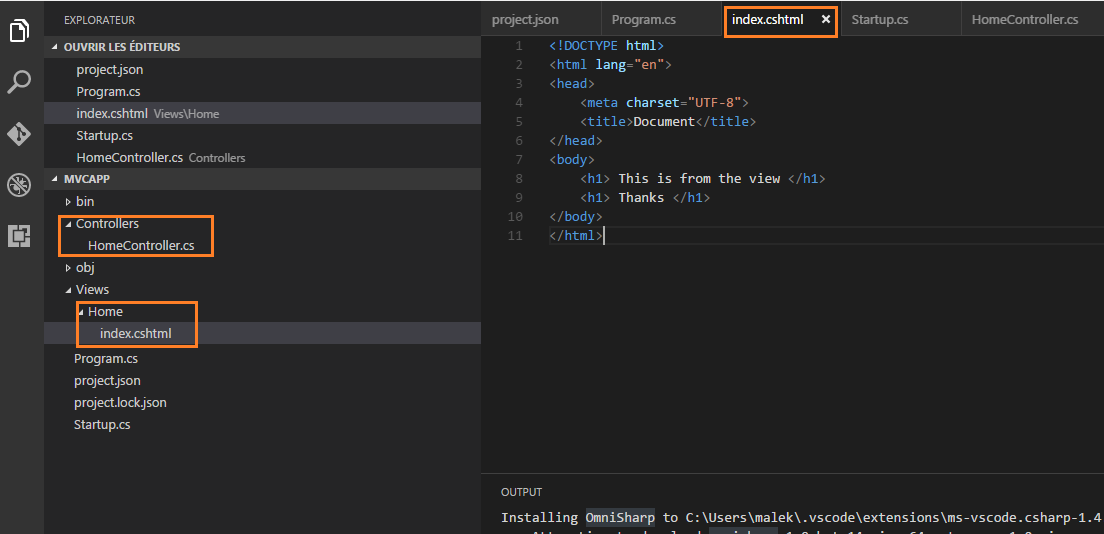 EXPLORATEUR
OUVRIR LES ÉDITEURS
project.json
Program.cs
index.cshtml Views\Home
Startup.cs
HomeController.cs Controllers
MVCAPP
bin
Controllers
HomeController.cs
obj
Views
Home
index.cshtml
Program.cs
project.json
project.lock.json
Startup.cs
project.json Program.cs index.cshtml Startup.cs HomeController.cs
1 <!DOCTYPE html>
2 <html lang="en">
3 <head>
4 <meta charset="UTF-8">
5 <title>Document</title>
6 </head>
7 <body>
8 <h1> This is from the view </h1>
9 <h1> Thanks </h1>
10 </body>
11 </html>
OUTPUT
Installing OmniSharp to C:\Users\malek\.vscode\extensions\ms-vscode.csharp-1.4